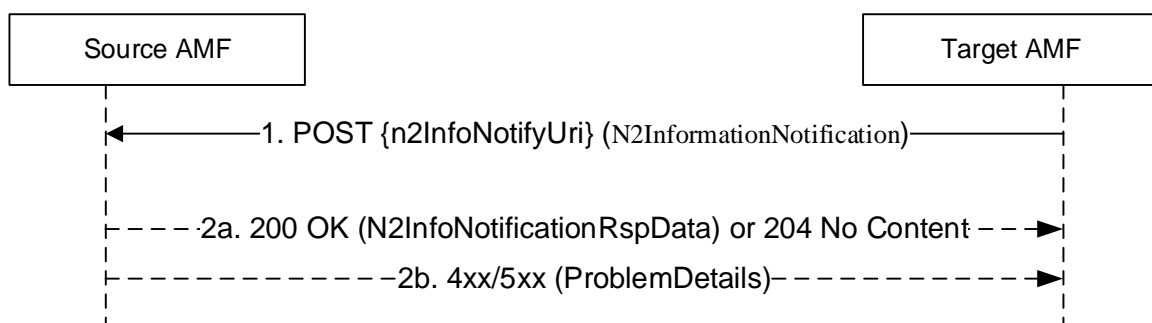 Source AMF
Target AMF
1. POST {n2InfoNotifyUri} (N2InformationNotification)
2a. 200 OK (N2InfoNotificationRspData) or 204 No Content
2b. 4xx/5xx (ProblemDetails)